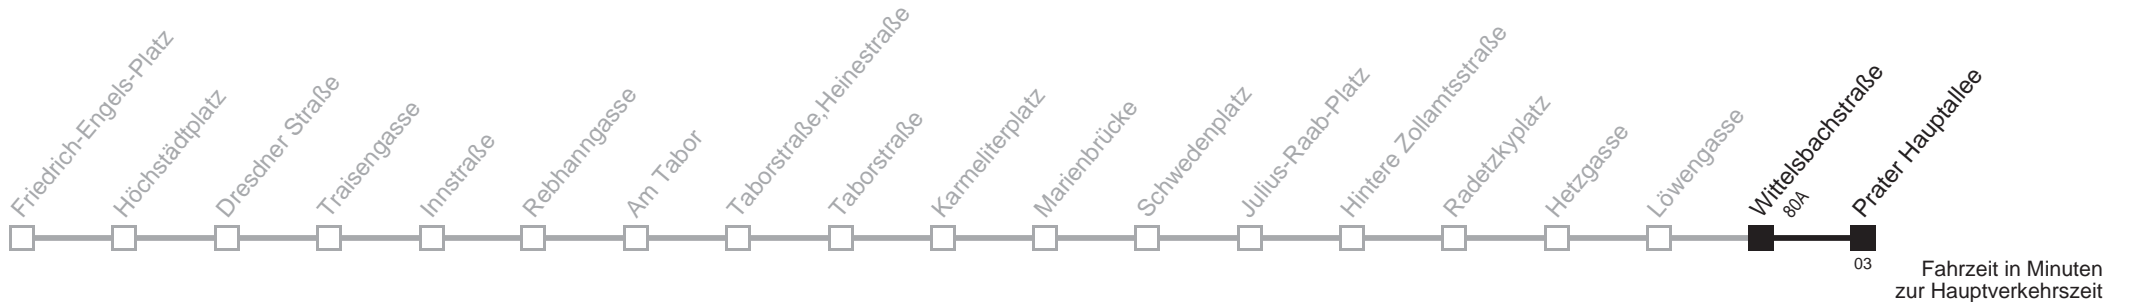 Friedrich-Engels-Platz
Höchstädtplatz
Dresdner Straße
Traisengasse
Innstraße
Rebhanngasse
Am Tabor
Taborstraße,Heinestraße
Taborstraße
Karmeliterplatz
Marienbrücke
Schwedenplatz
Julius-Raab-Platz
Hintere Zollamtsstraße
Radetzkyplatz
Hetzgasse
Löwengasse
Wittelsbachstraße
80A
Prater Hauptallee
03
Fahrzeit in Minuten
zur Hauptverkehrszeit